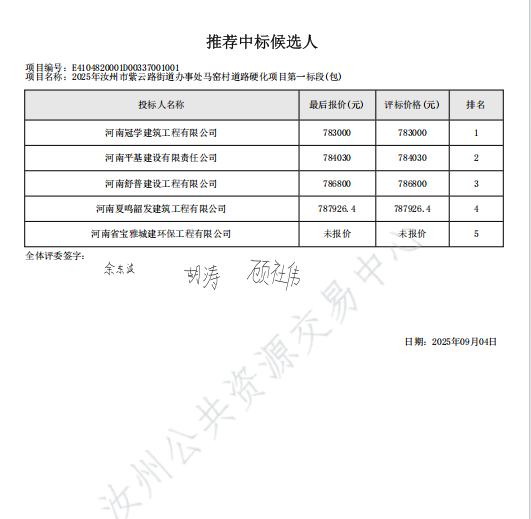 推荐中标候选人
项目编号：E4104820001D00337001001
项目名称：2025年汝州市紫云路街道办事处马窑村道路硬化项目第一标段(包)
投标人名称 最后报价(元) 评标价格(元) 排名
河南冠学建筑工程有限公司 783000 783000 1
河南平基建设有限责任公司 784030 784030 2
河南舒普建设工程有限公司 786800 786800 3
河南夏鸣韶发建筑工程有限公司 787926.4 787926.4 4
河南省宝雅城建环保工程有限公司 未报价 未报价 5
全体评委签字：
胡涛 顾社伟
日期：2025年09月04日
汝州公共资源交易中心